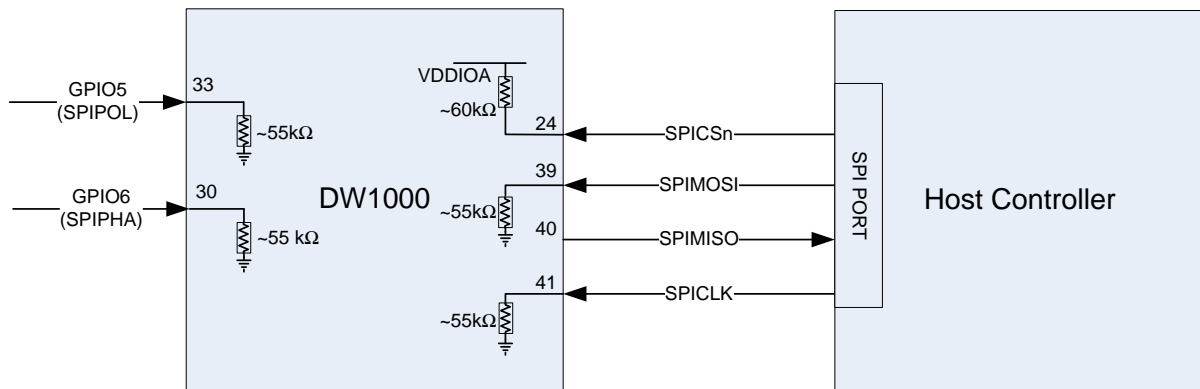 GPIO5
(SPIPOL)
33
~55kΩ
GPIO6
(SPIPHA)
30
~55 kΩ
DW1000
VDDIOA
~60kΩ
24
SPICSn
39
SPIMOSI
~55kΩ
40
SPIMISO
41
SPICLK
~55kΩ
SPI PORT
Host Controller